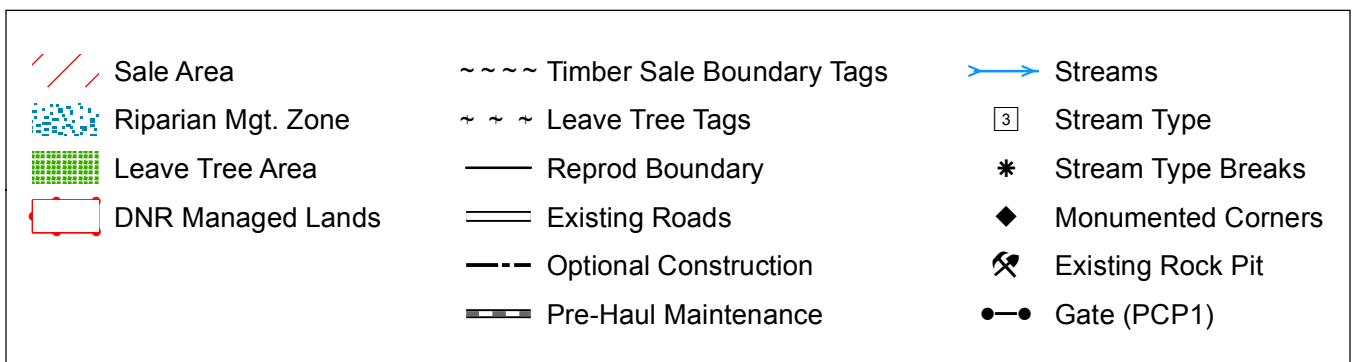 Sale Area
Riparian Mgt. Zone
Leave Tree Area
DNR Managed Lands
Timber Sale Boundary Tags
Leave Tree Tags
Reprod Boundary
Existing Roads
Optional Construction
Pre-Haul Maintenance
Streams
3 Stream Type
Stream Type Breaks
Monumented Corners
Existing Rock Pit
Gate (PCP1)